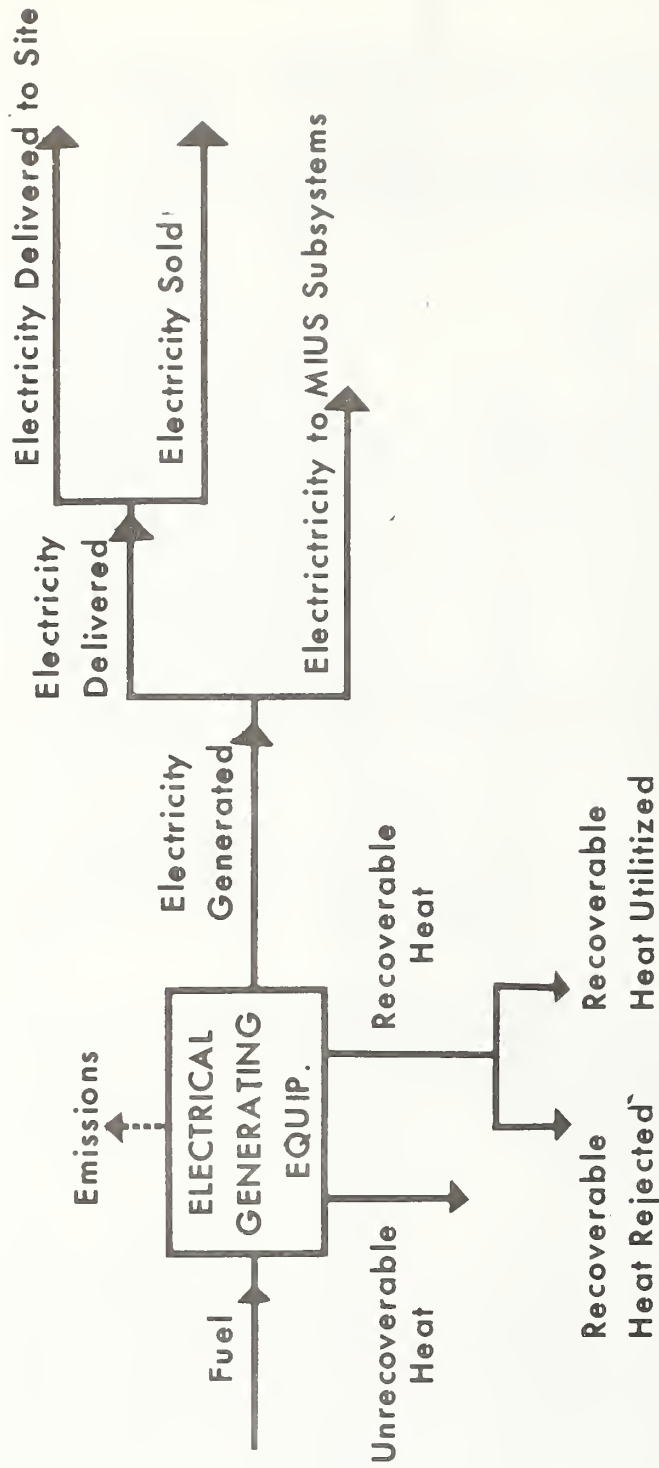 Emissions
Fuel
ELECTRICAL
GENERATING
EQUIP.
Unrecoverable
Heat
Recoverable
Heat
Recoverable
Heat Rejected
Recoverable
Heat Utilitized
Electricity
Generated
Electricity
Delivered
Electrictricity to MIUS Subsystems
Electricity Delivered to Site
Electricity Sold